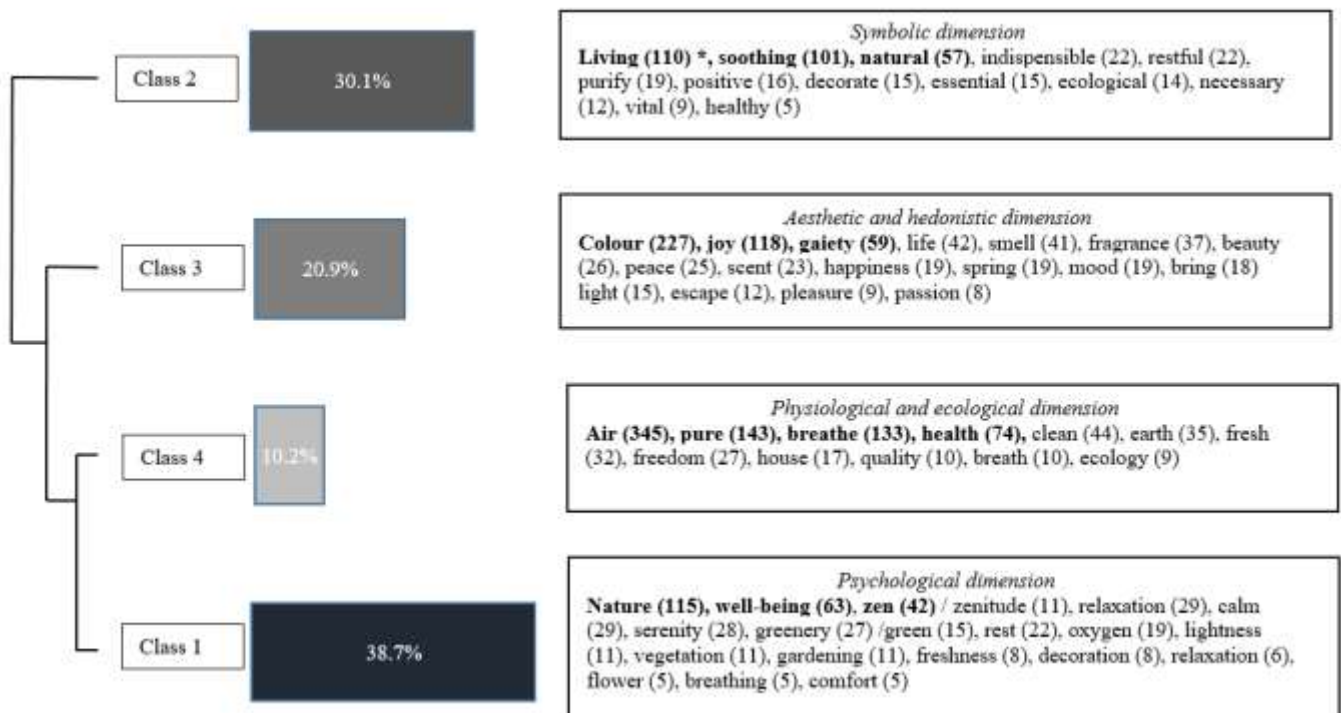 Class 2
30.1%
Symbolic dimension
Living (110) *, soothing (101), natural (57), indispensible (22), restful (22),
purify (19), positive (16), decorate (15), essential (15), ecological (14), necessary
(12), vital (9), healthy (5)
Class 3
20.9%
Aesthetic and hedonistic dimension
Colour (227), joy (118), gaiety (59), life (42), smell (41), fragrance (37), beauty
(26), peace (25), scent (23), happiness (19), spring (19), mood (19), bring (18)
light (15), escape (12), pleasure (9), passion (8)
Class 4
10.2%
Physiological and ecological dimension
Air (345), pure (143), breathe (133), health (74), clean (44), earth (35), fresh
(32), freedom (27), house (17), quality (10), breath (10), ecology (9)
Class 1
38.7%
Psychological dimension
Nature (115), well-being (63), zen (42) / zenitude (11), relaxation (29), calm
(29), serenity (28), greenery (27) /green (15), rest (22), oxygen (19), lightness
(11), vegetation (11), gardening (11), freshness (8), decoration (8), relaxation (6),
flower (5), breathing (5), comfort (5)